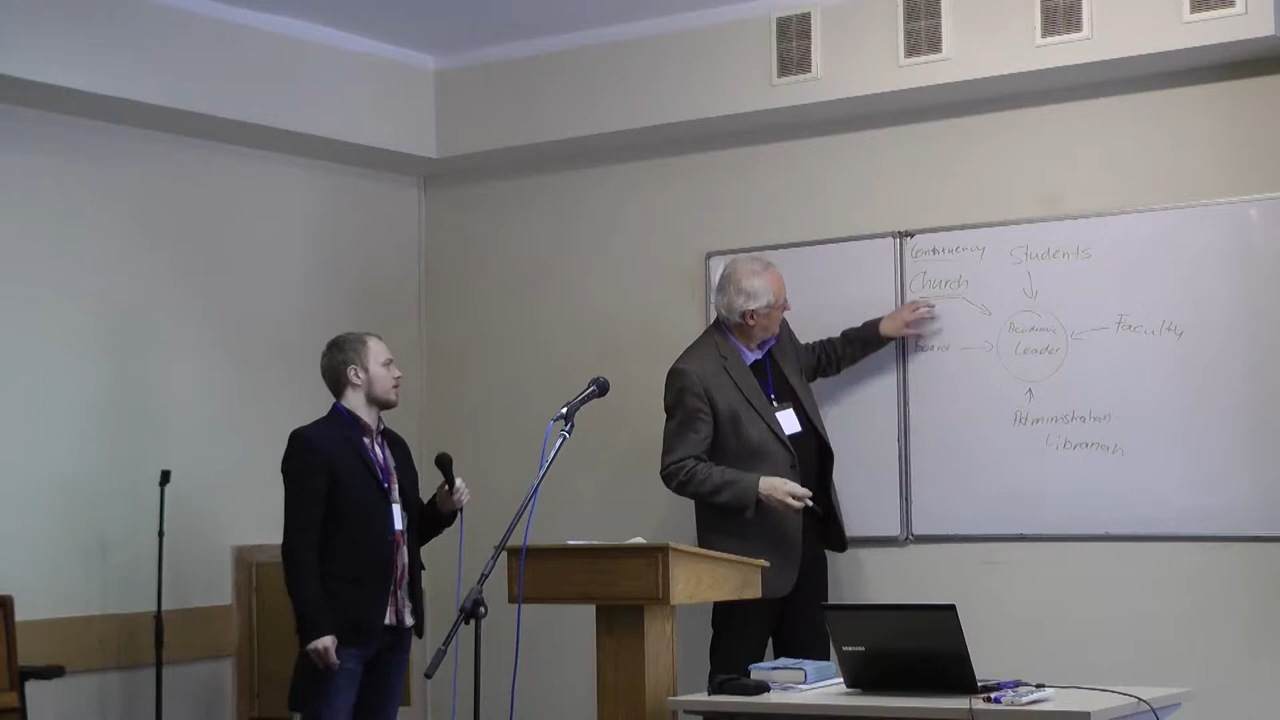 Constituency
Students
Church
Academic
Leader
Faculty
Board
Administration
Librarian
SAMSUNG